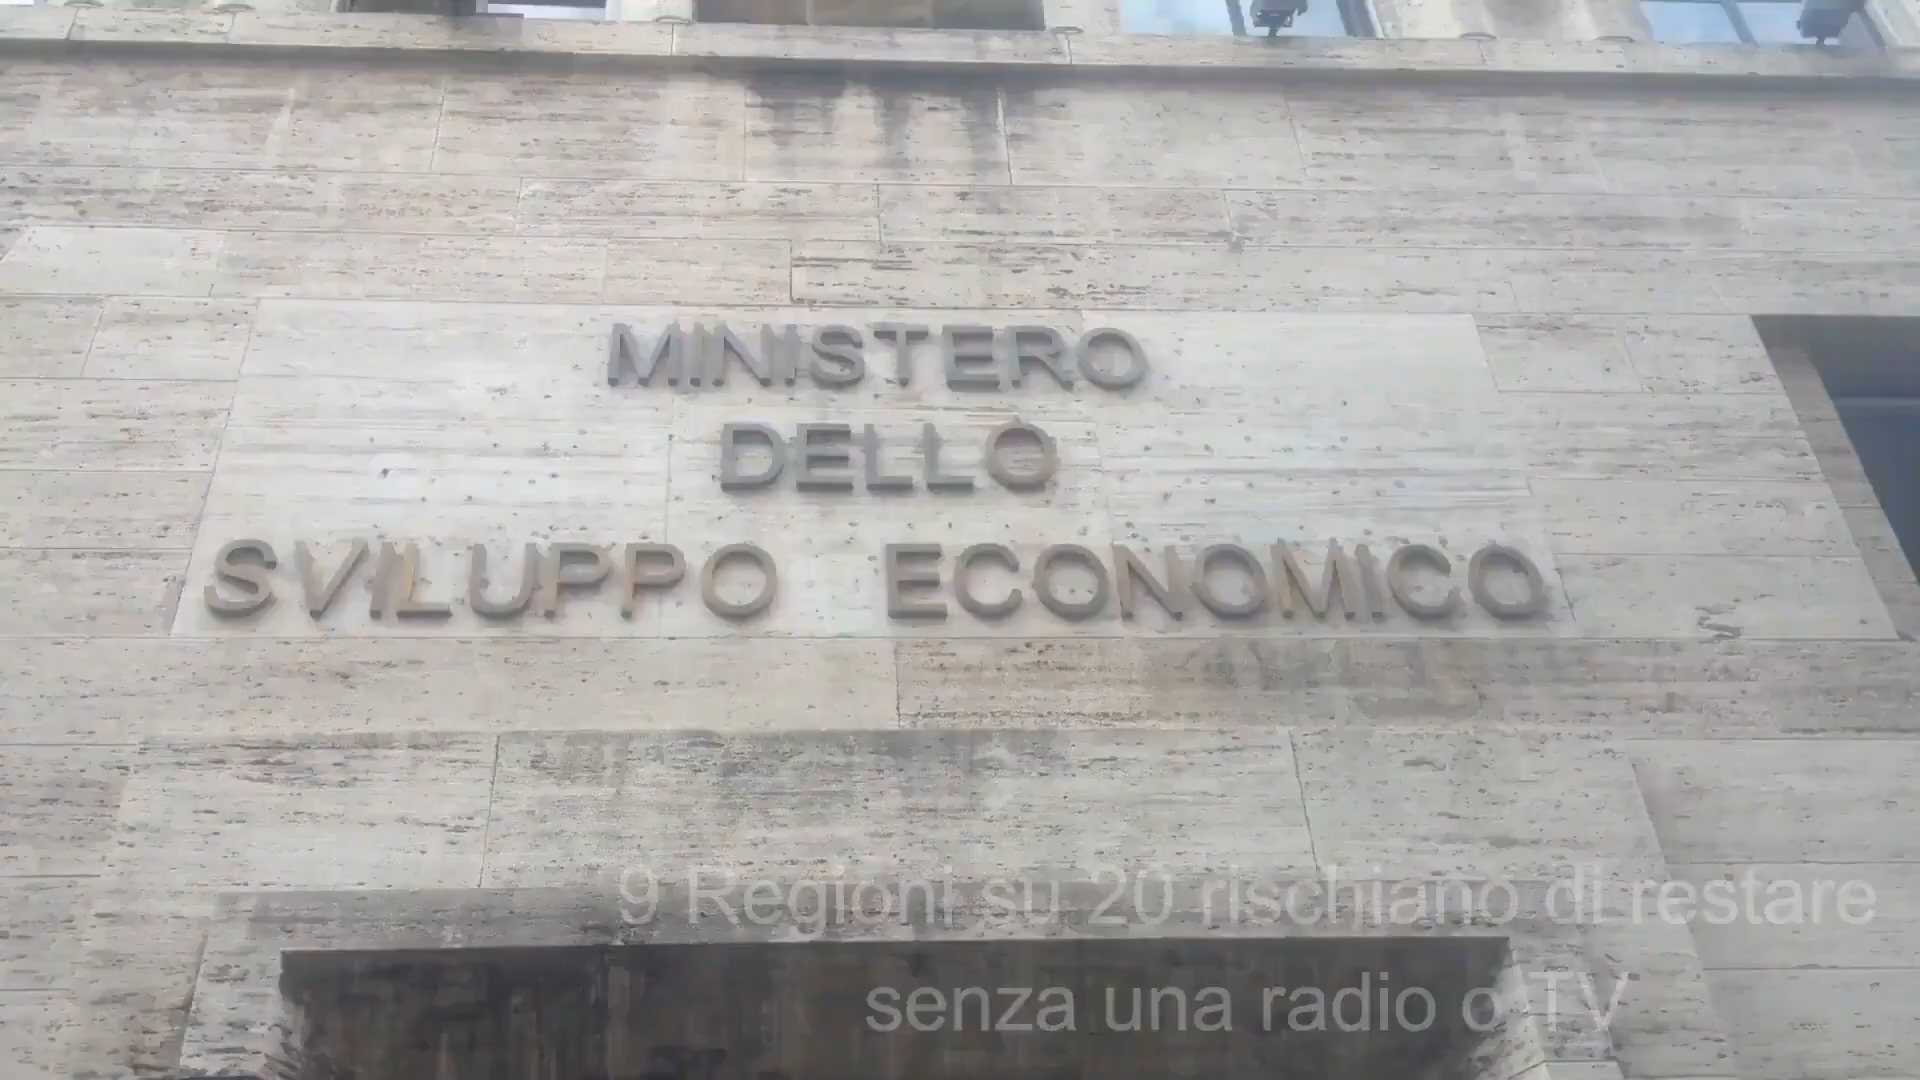 MINISTERO
DELLO
SVILUPPO ECONOMICO
9 Regioni su 20 rischiano di restare
senza una radio o TV